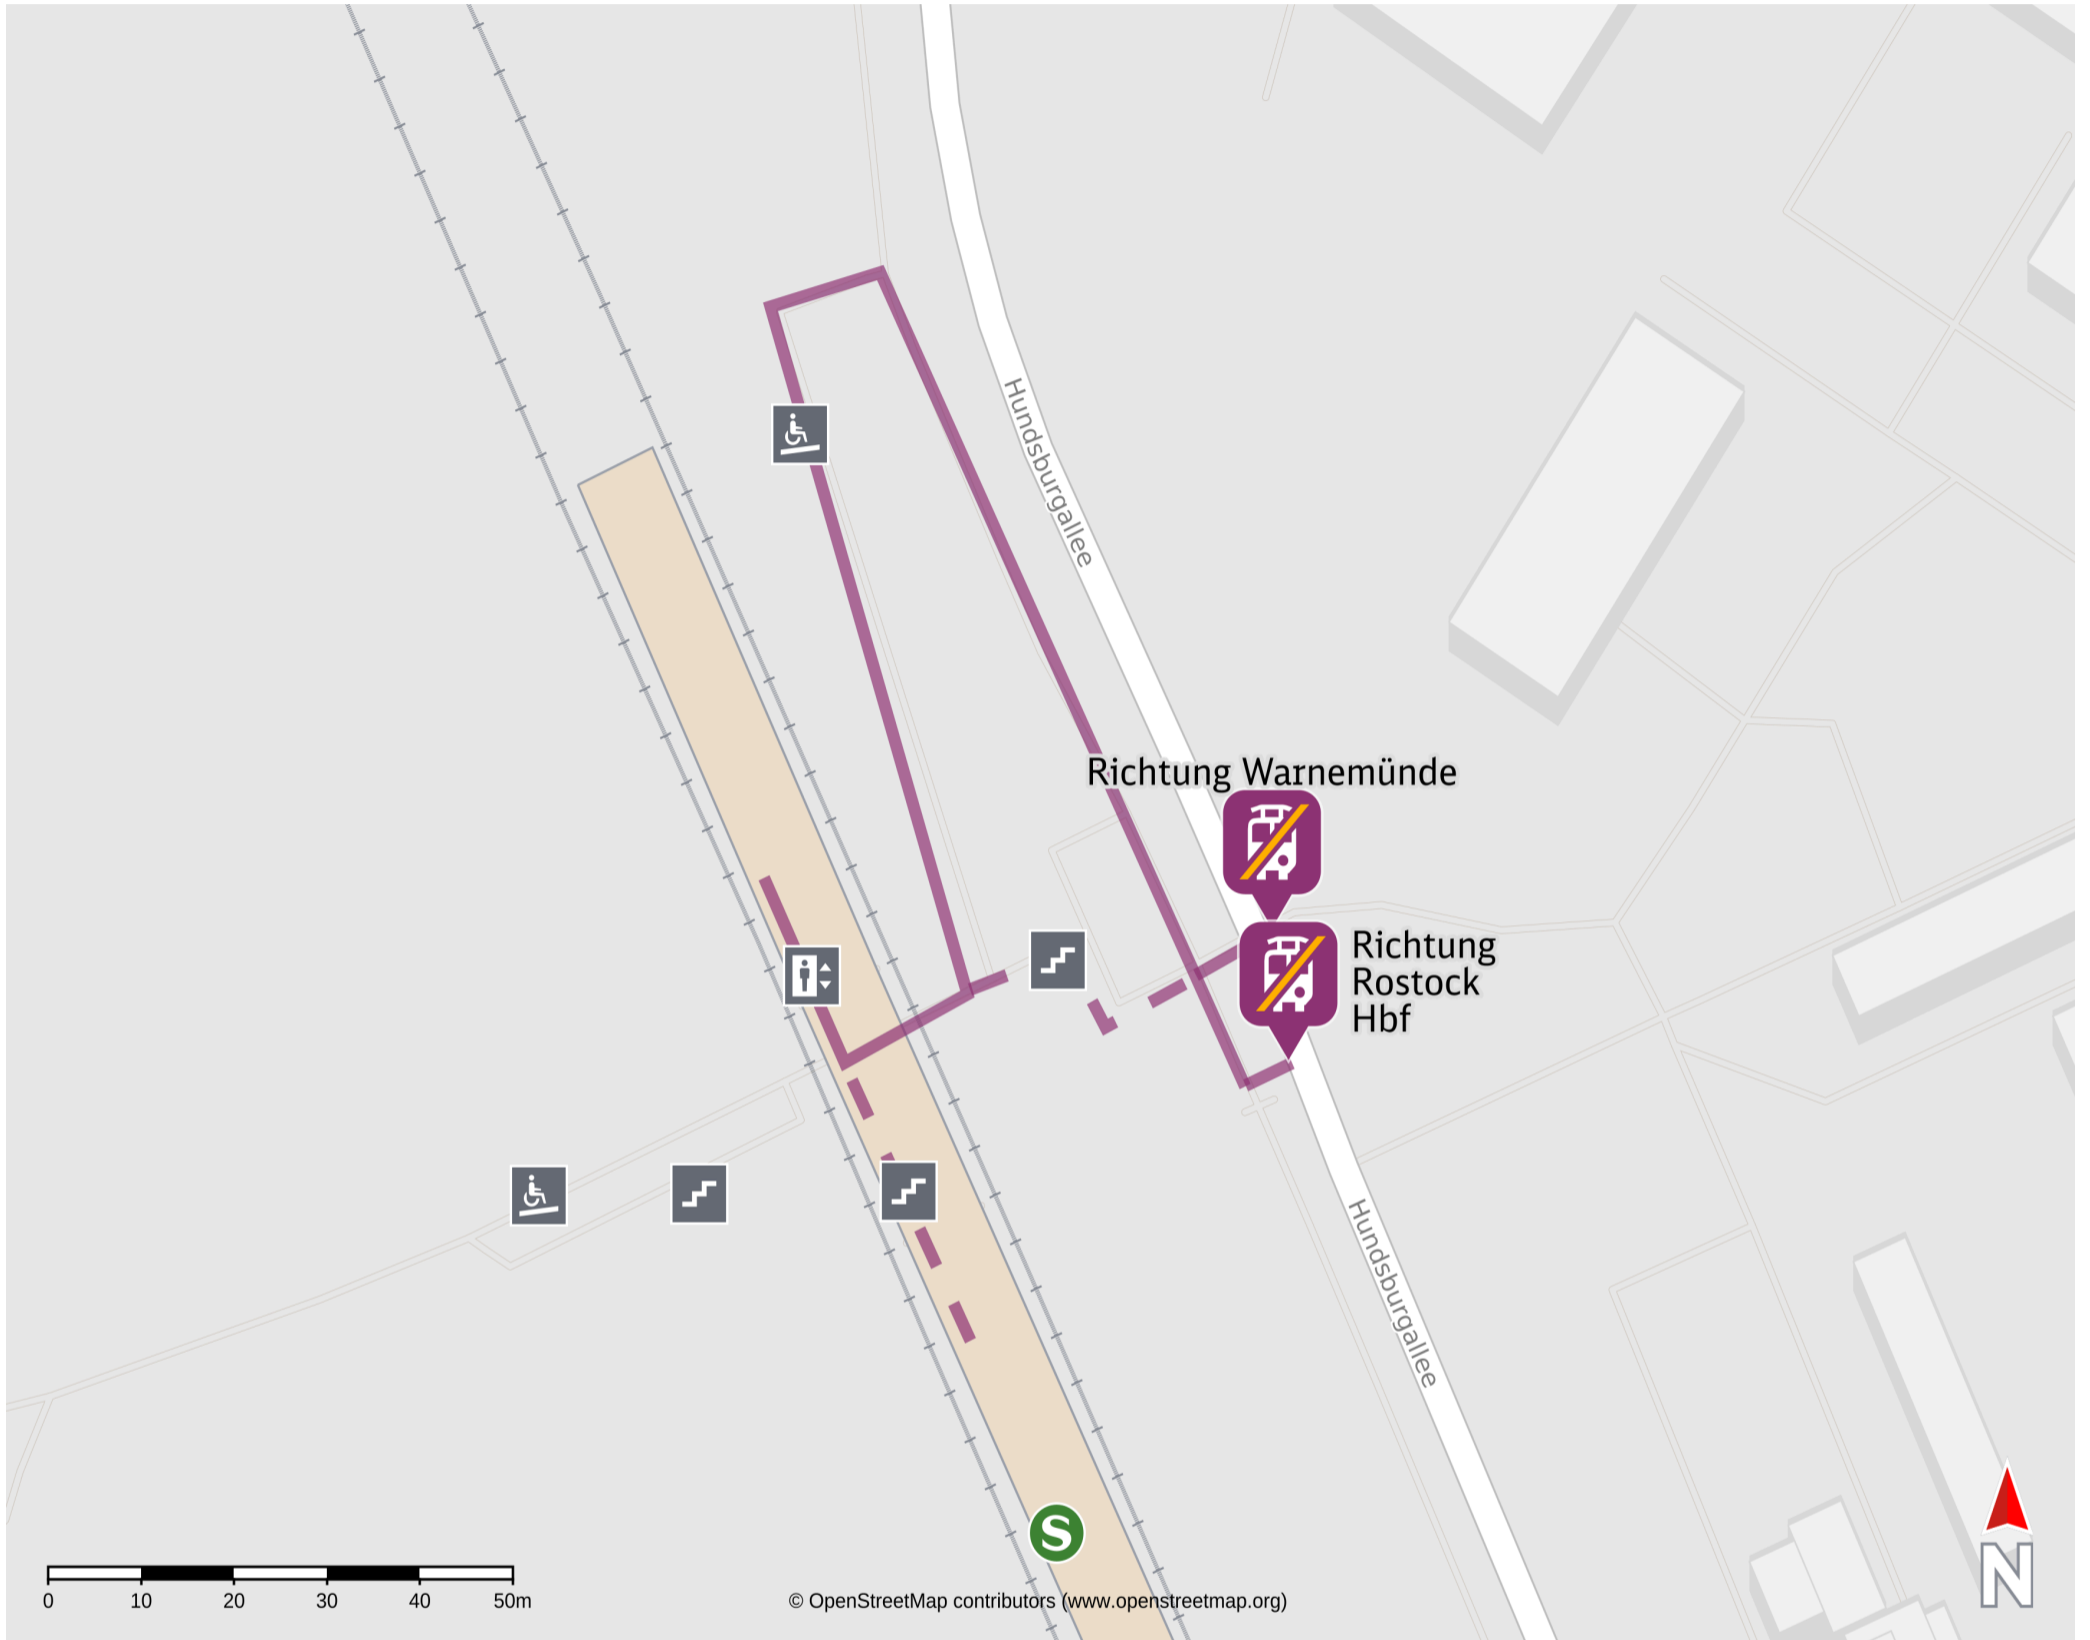 Hundsburgallee
Richtung Warnemünde
Richtung
Rostock
Hbf
Hundsburgallee
S
0 10 20 30 40 50m
© OpenStreetMap contributors (www.openstreetmap.org)
N